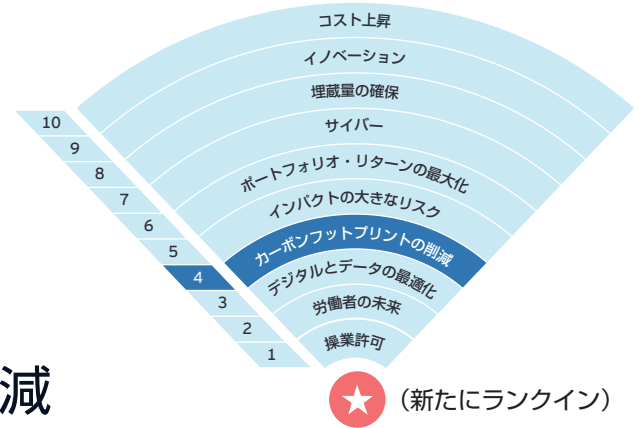 コスト上昇
イノベーション
埋蔵量の確保
サイバー
ポートフォリオ・リターンの最大化
インパクトの大きなリスク
カーボンフットプリントの削減
デジタルとデータの最適化
労働者の未来
操業許可
10
9
8
7
6
5
4
3
2
1
減
（新たにランクイン）